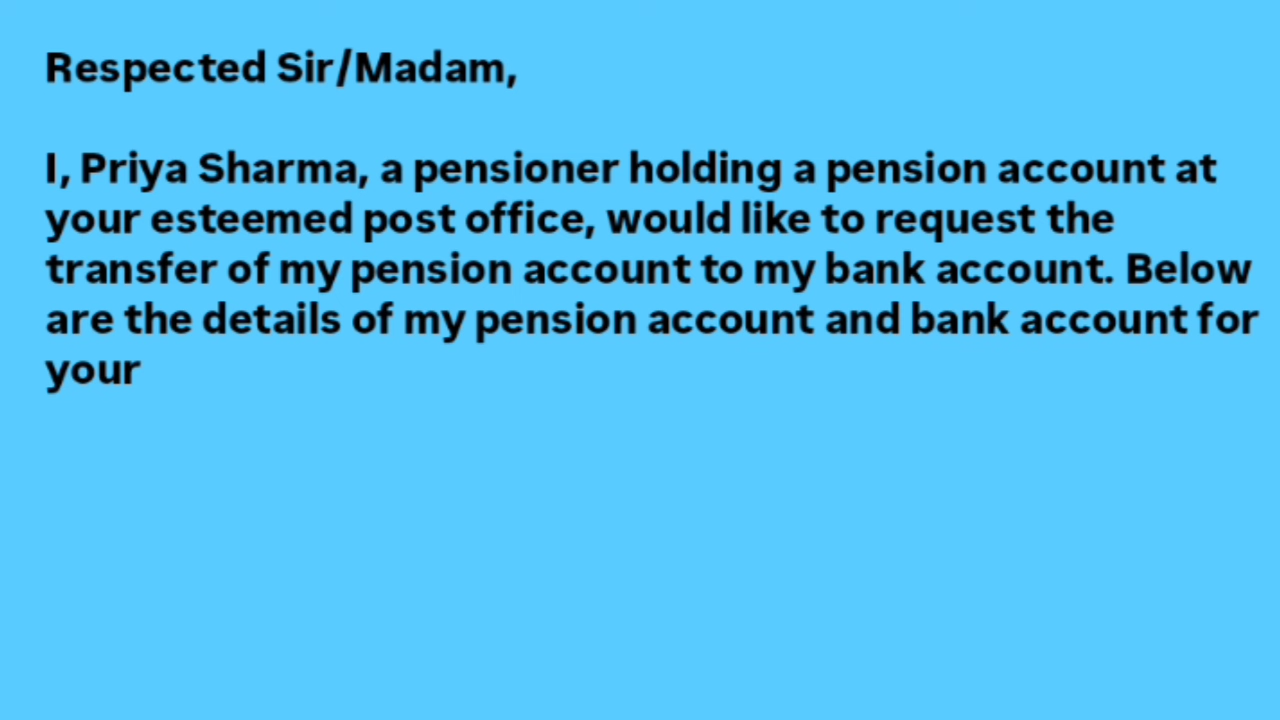 Respected Sir/Madam,
I, Priya Sharma, a pensioner holding a pension account at
your esteemed post office, would like to request the
transfer of my pension account to my bank account. Below
are the details of my pension account and bank account for
your